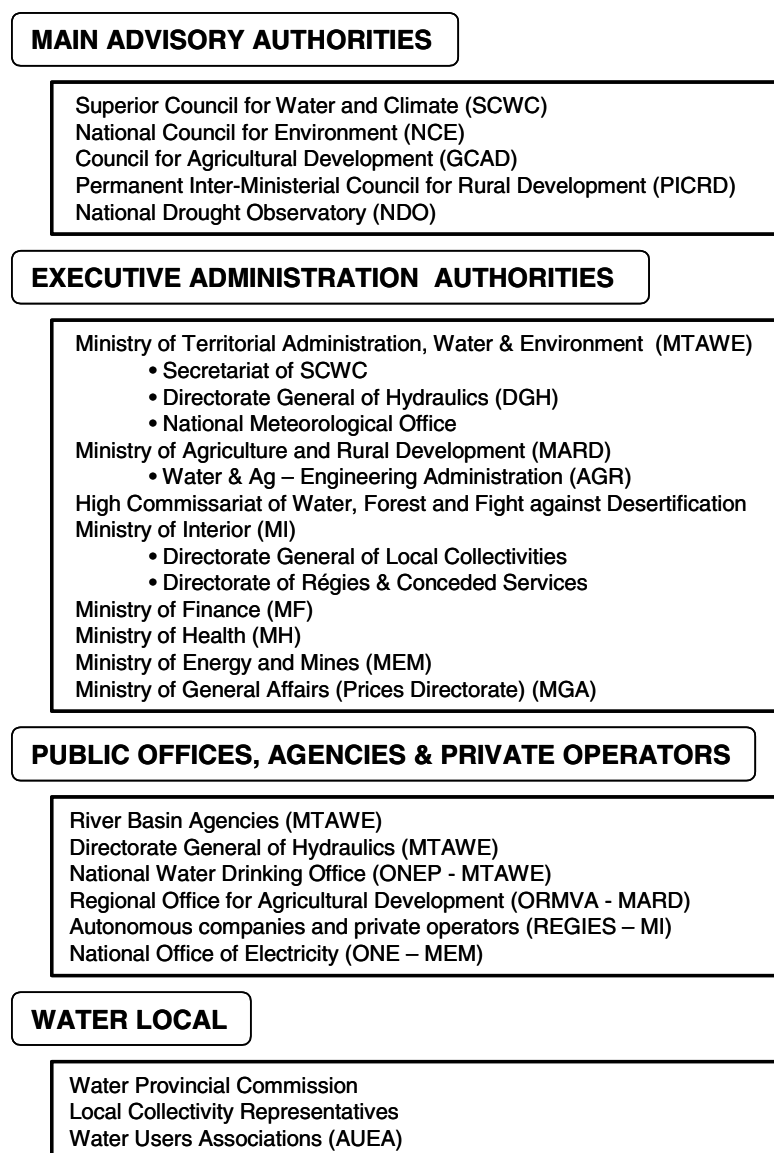 MAIN ADVISORY AUTHORITIES
Superior Council for Water and Climate (SCWC)
National Council for Environment (NCE)
Council for Agricultural Development (GCAD)
Permanent Inter-Ministerial Council for Rural Development (PICRD)
National Drought Observatory (NDO)
EXECUTIVE ADMINISTRATION AUTHORITIES
Ministry of Territorial Administration, Water & Environment (MTAWE)
• Secretariat of SCWC
• Directorate General of Hydraulics (DGH)
• National Meteorological Office
Ministry of Agriculture and Rural Development (MARD)
• Water & Ag – Engineering Administration (AGR)
High Commissariat of Water, Forest and Fight against Desertification
Ministry of Interior (MI)
• Directorate General of Local Collectivities
• Directorate of Régies & Conceded Services
Ministry of Finance (MF)
Ministry of Health (MH)
Ministry of Energy and Mines (MEM)
Ministry of General Affairs (Prices Directorate) (MGA)
PUBLIC OFFICES, AGENCIES & PRIVATE OPERATORS
River Basin Agencies (MTAWE)
Directorate General of Hydraulics (MTAWE)
National Water Drinking Office (ONEP - MTAWE)
Regional Office for Agricultural Development (ORMVA - MARD)
Autonomous companies and private operators (REGIES – MI)
National Office of Electricity (ONE – MEM)
WATER LOCAL
Water Provincial Commission
Local Collectivity Representatives
Water Users Associations (AUEA)